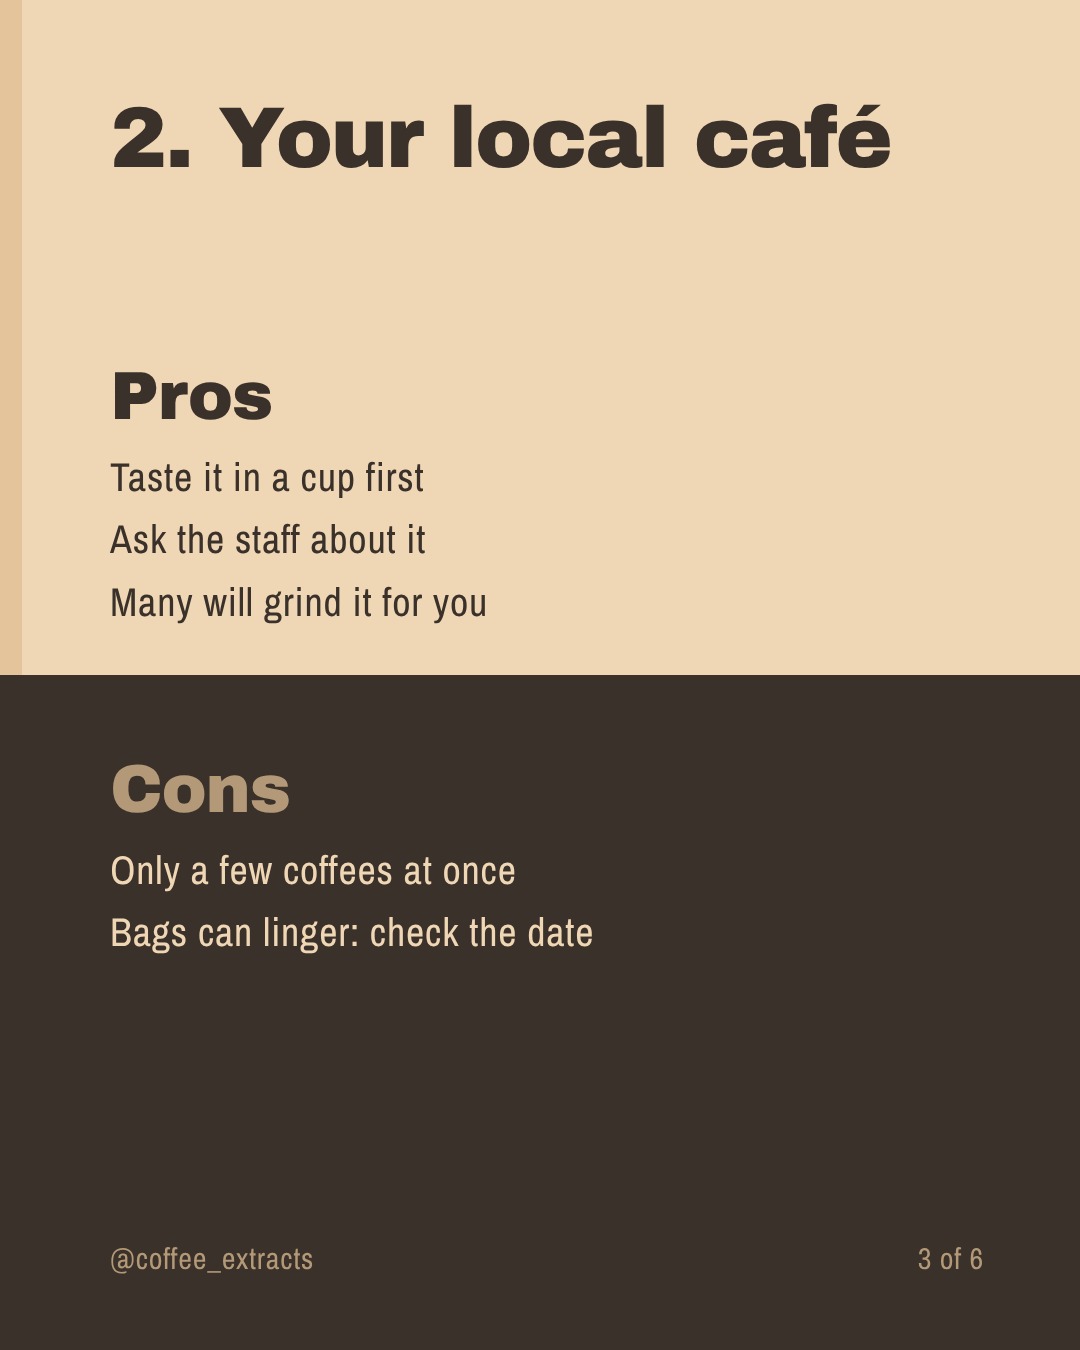 2. Your local café
Pros
Taste it in a cup first
Ask the staff about it
Many will grind it for you
Cons
Only a few coffees at once
Bags can linger: check the date
@coffee_extracts
3 of 6